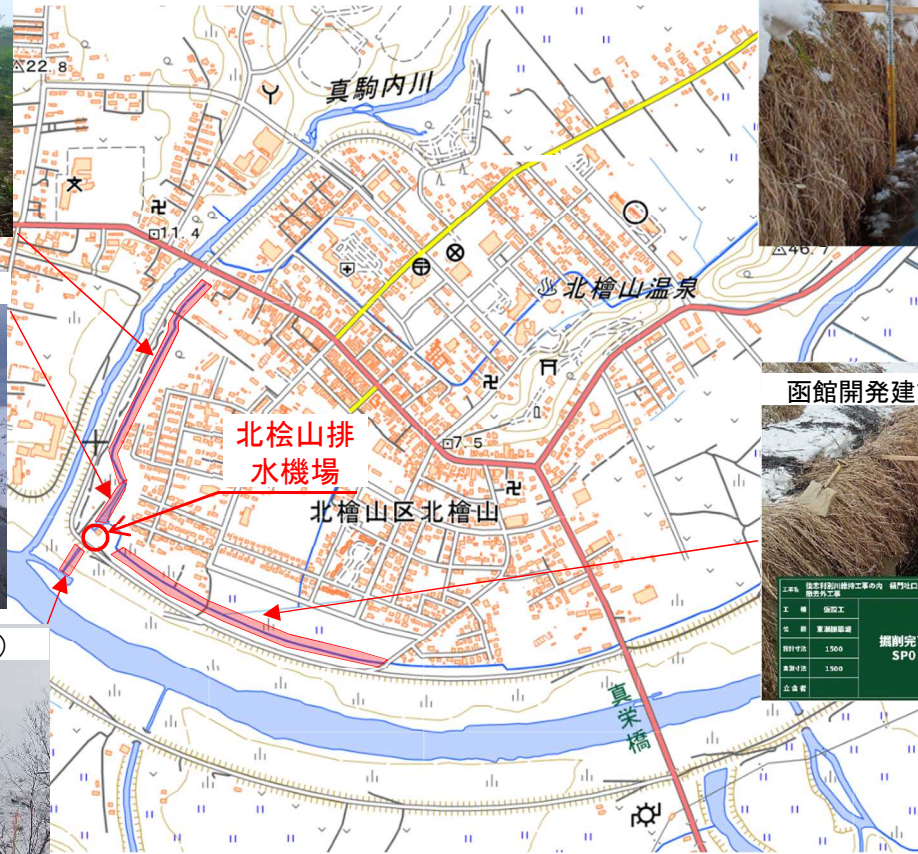 22.8
真駒内川
11.4
46.7
北檜山温泉
函館開発建
7.5
北桧山排
水機場
北檜山区北檜山
真栄橋
工種 仮設工
設計寸法 1500
実測寸法 1500
立会者
掘削完
SP0